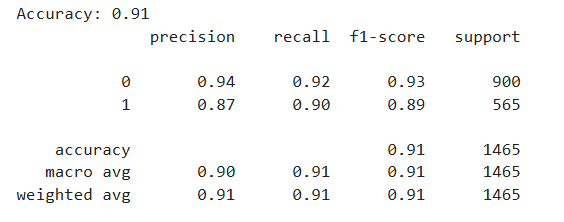 Accuracy: 0.91
precision recall f1-score support
0 0.94 0.92 0.93 900
1 0.87 0.90 0.89 565
accuracy 0.91 1465
macro avg 0.90 0.91 0.91 1465
weighted avg 0.91 0.91 0.91 1465